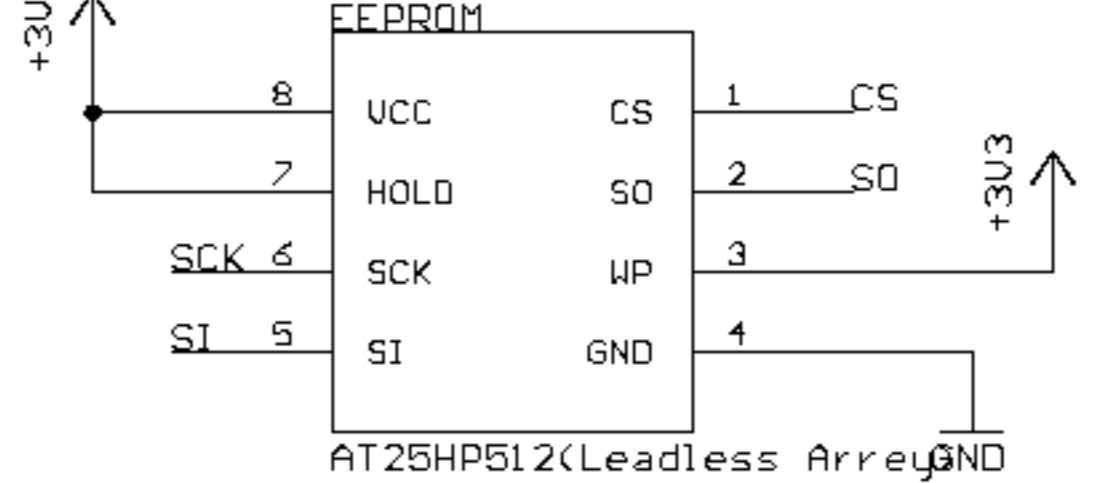 EEPROM
+3V
8 VCC CS 1 CS
7 HOLD SO 2 SO
+3V3
SCK 6 SCK WP 3
SI 5 SI GND 4
AT25HP512(Leadless Arrey)
GND